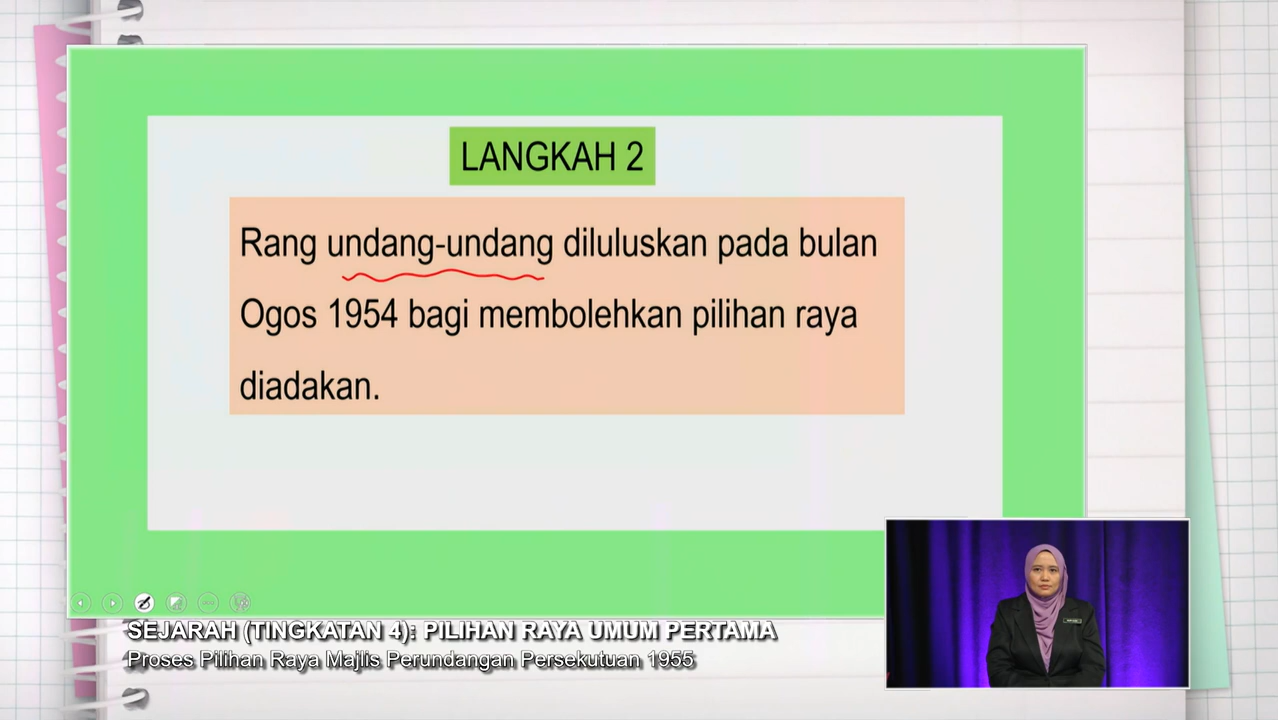 LANGKAH 2
Rang undang-undang diluluskan pada bulan
Ogos 1954 bagi membolehkan pilihan raya
diadakan.
SEJARAH (TINGKATAN 4): PILIHAN RAYA UMUM PERTAMA
Proses Pilihan Raya Majlis Perundangan Persekutuan 1955